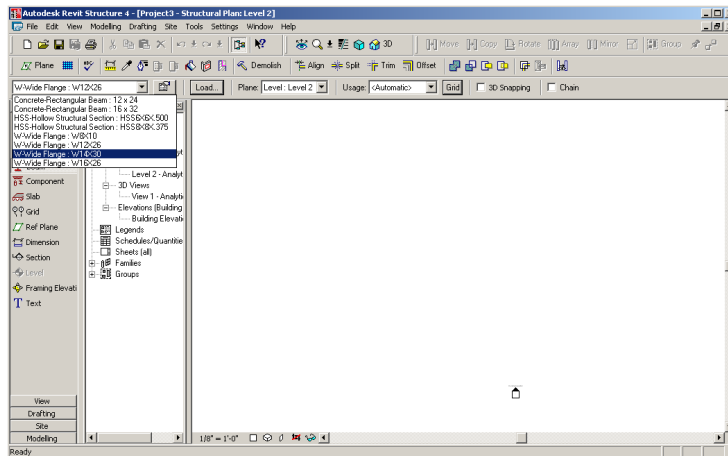 Autodesk Revit Structure 4 - [Project3 - Structural Plan: Level 2]
File Edit View Modelling Drafting Site Tools Settings Window Help
3D Move Copy Rotate Array Mirror Group
Plane Demolish Align Split Trim Offset
W-Wide Flange : W12X26 Load... Plane: Level : Level 2 Usage: <Automatic> Grid 3D Snapping Chain
Concrete-Rectangular Beam : 12 x 24
Concrete-Rectangular Beam : 16 x 32
HSS-Hollow Structural Section : HSS6X6X.500
HSS-Hollow Structural Section : HSS8X8X.375
W-Wide Flange : W8X10
W-Wide Flange : W12X26
W-Wide Flange : W14X30
W-Wide Flange : W16X26
Component
Slab
Grid
Ref Plane
Dimension
Section
Level
Framing Elevati
Text
Level 2 - Analyt
3D Views
View 1 - Analyti
Elevations (Building
Building Elevati
Legends
Schedules/Quantitie
Sheets (all)
Families
Groups
View
Drafting
Site
Modelling
1/8" = 1'-0"
Ready